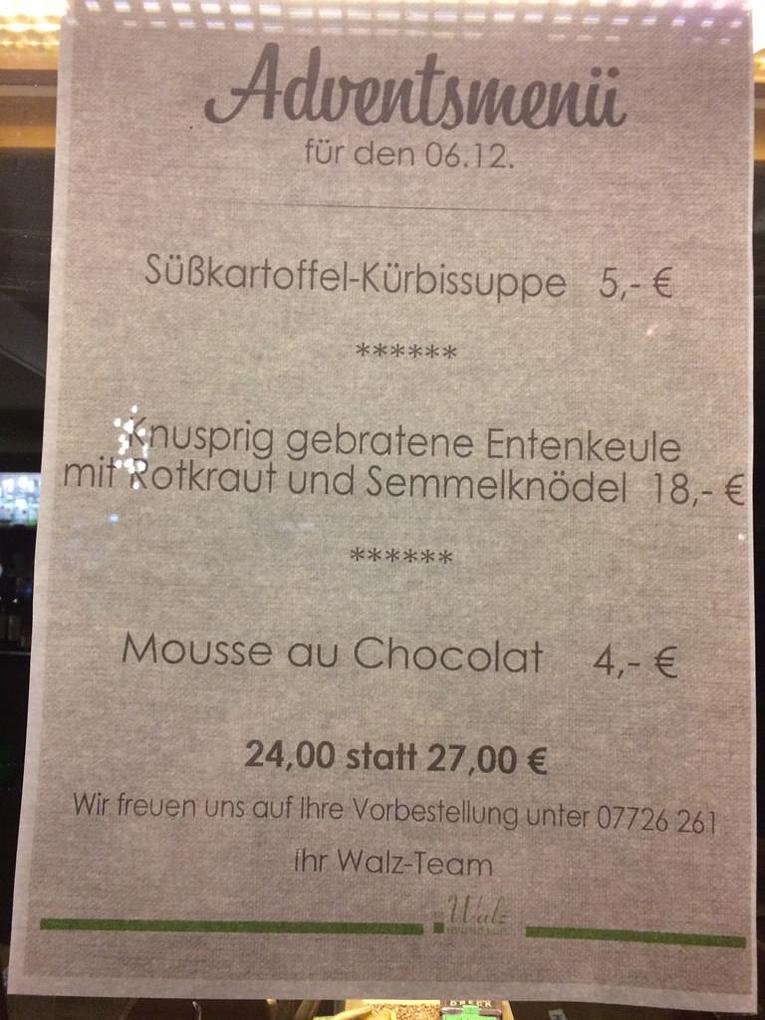 Adventsmenü
für den 06.12.
Süßkartoffel-Kürbissuppe 5,- €
******
Knusprig gebratene Entenkeule
mit Rotkraut und Semmelknödel 18,- €
******
Mousse au Chocolat 4,- €
24,00 statt 27,00 €
Wir freuen uns auf Ihre Vorbestellung unter 07726 261
Ihr Walz-Team
Walz